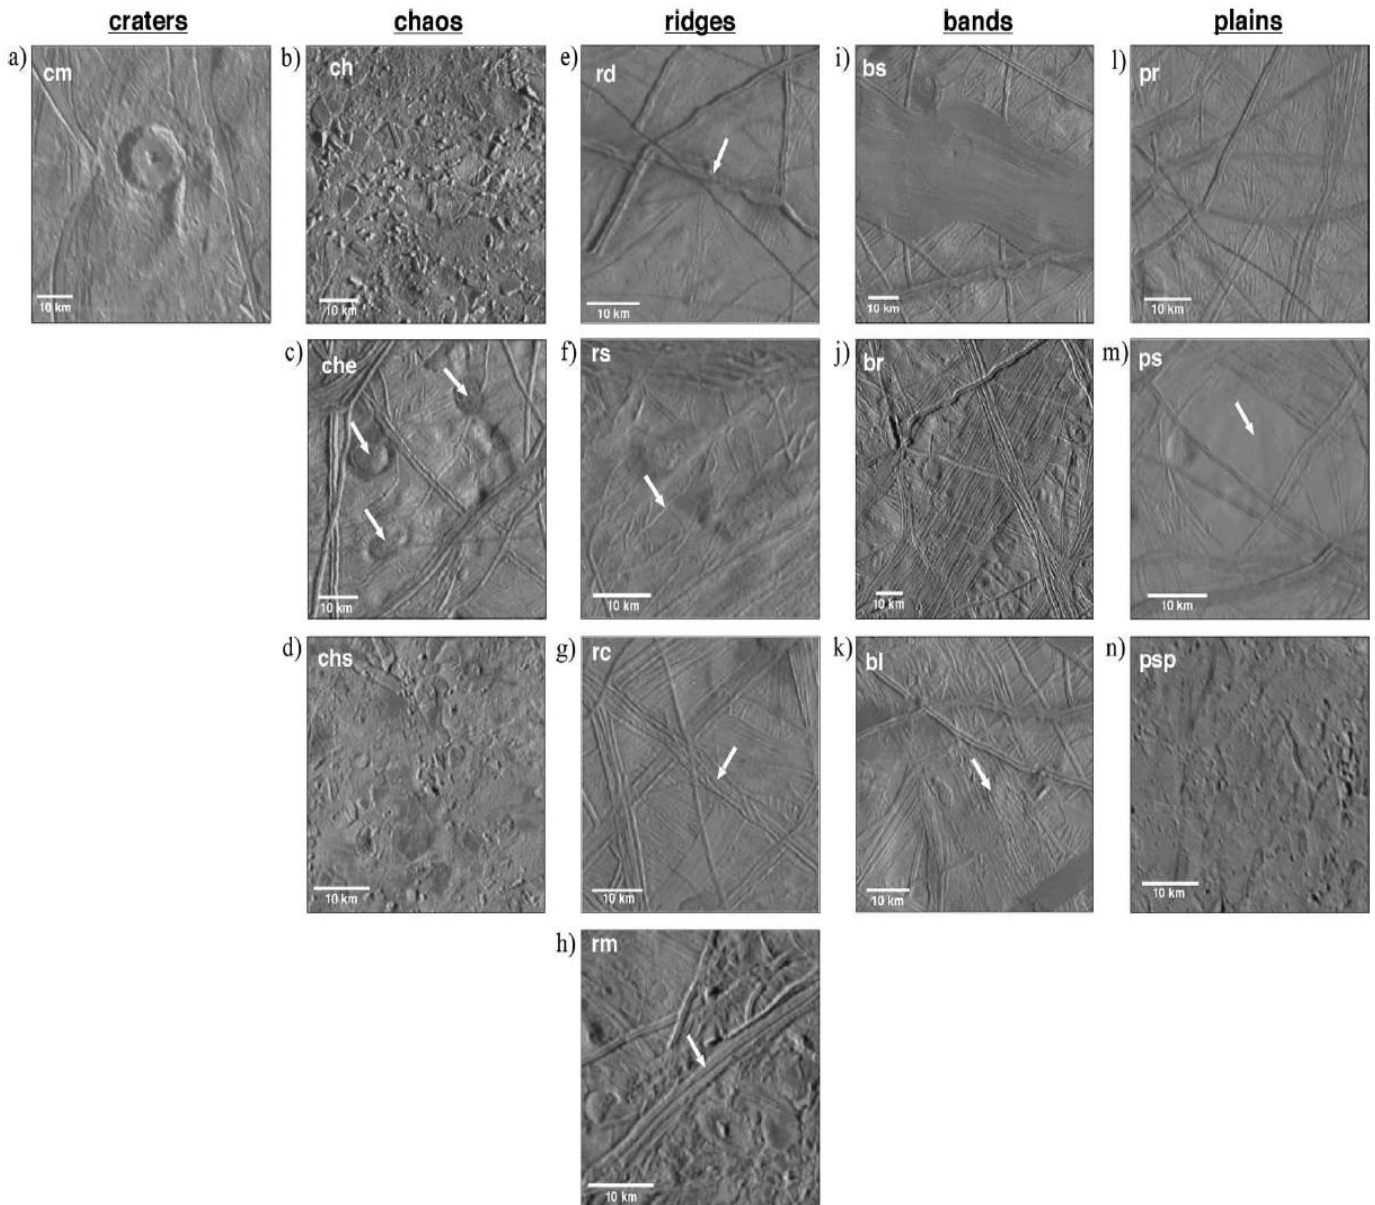 craters chaos ridges bands plains
a) cm 10 km
b) ch 10 km
e) rd 10 km
i) bs 10 km
l) pr 10 km
c) che 10 km
f) rs 10 km
j) br 10 km
m) ps 10 km
d) chs 10 km
g) rc 10 km
k) bl 10 km
n) psp 10 km
h) rm 10 km